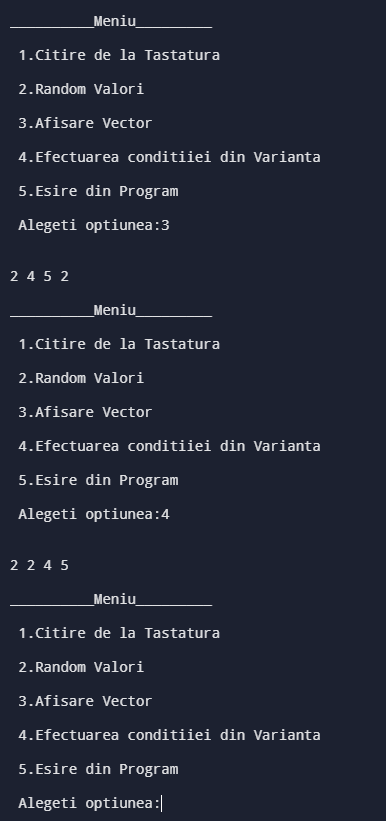 __________Meniu_________
1.Citire de la Tastatura
2.Random Valori
3.Afisare Vector
4.Efectuarea conditiiei din Varianta
5.Esire din Program
Alegeti optiunea:3
2 4 5 2
__________Meniu_________
1.Citire de la Tastatura
2.Random Valori
3.Afisare Vector
4.Efectuarea conditiiei din Varianta
5.Esire din Program
Alegeti optiunea:4
2 2 4 5
__________Meniu_________
1.Citire de la Tastatura
2.Random Valori
3.Afisare Vector
4.Efectuarea conditiiei din Varianta
5.Esire din Program
Alegeti optiunea: